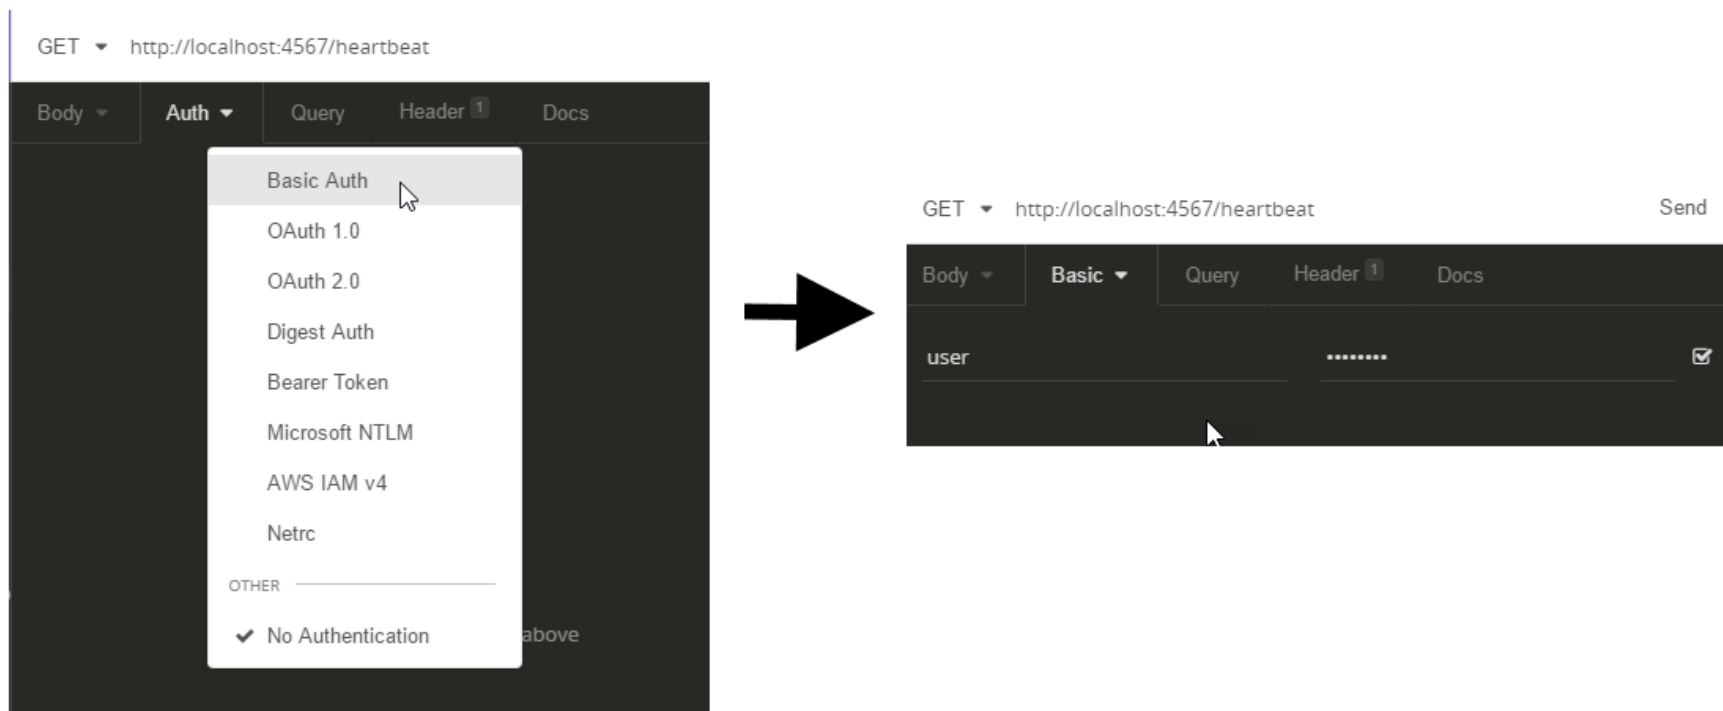 GET http://localhost:4567/heartbeat
Body Auth Query Header 1 Docs
Basic Auth
OAuth 1.0
OAuth 2.0
Digest Auth
Bearer Token
Microsoft NTLM
AWS IAM v4
Netrc
OTHER
No Authentication above
GET http://localhost:4567/heartbeat Send
Body Basic Query Header 1 Docs
user ••••••••